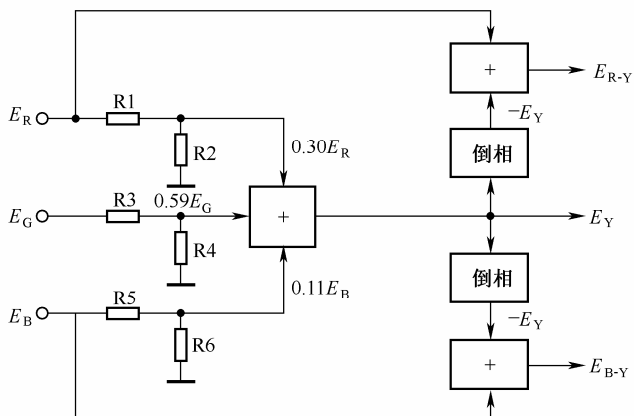 +
E_R-Y
E_R
R1
−E_Y
R2
0.30E_R
倒相
R3
0.59E_G
E_G
+
E_Y
R4
倒相
0.11E_B
E_B
R5
−E_Y
R6
+
E_B-Y